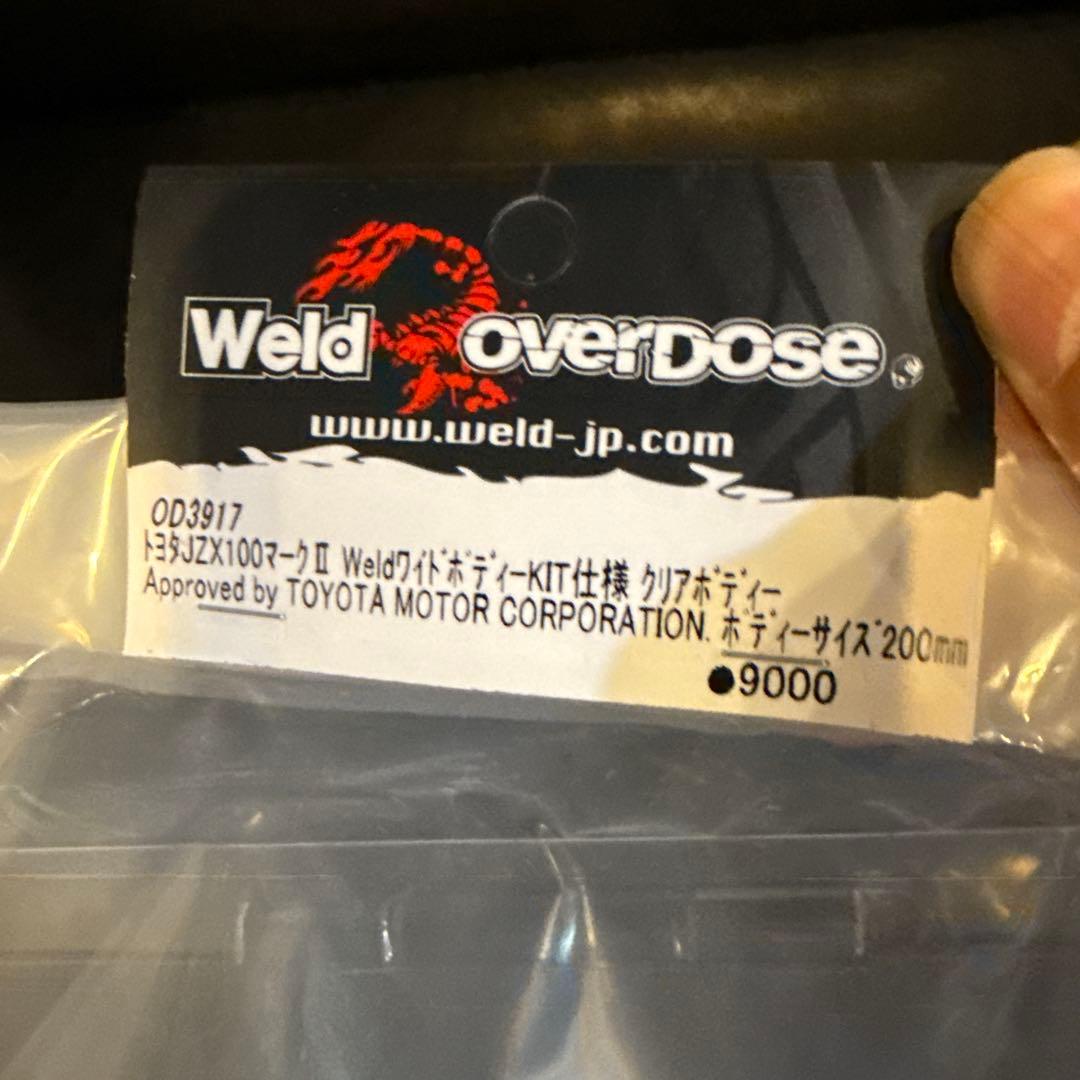 Weld OVERDOSE
www.weld-jp.com
OD3917
トヨタJZX100マークⅡ WeldワイドボディーKIT仕様 クリアボディー
Approved by TOYOTA MOTOR CORPORATION. ボディーサイズ200mm
●9000